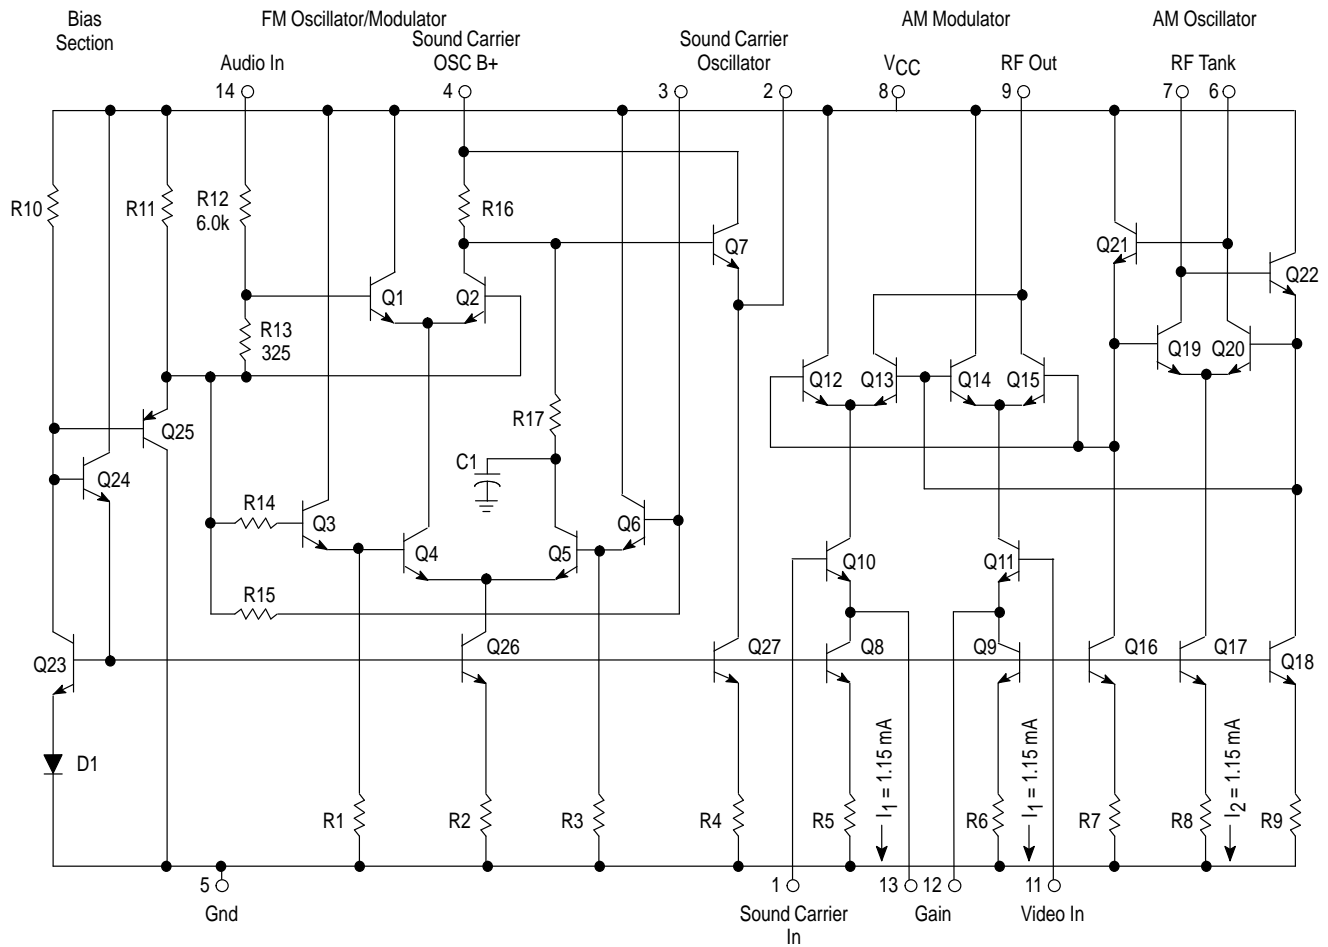 Bias
Section
FM Oscillator/Modulator
Sound Carrier
OSC B+
Sound Carrier
Oscillator
AM Modulator
AM Oscillator
Audio In
VCC
RF Out
RF Tank
14
4
3
2
8
9
7
6
R10
R11
R12
6.0k
R16
Q7
Q21
Q22
Q1
Q2
R13
325
Q19
Q20
Q12
Q13
Q14
Q15
R17
Q25
C1
Q24
R14
Q3
Q4
Q5
Q6
Q10
Q11
R15
Q23
Q26
Q27
Q8
Q9
Q16
Q17
Q18
D1
R1
R2
R3
R4
R5
I1 = 1.15 mA
R6
I1 = 1.15 mA
R7
R8
I2 = 1.15 mA
R9
5
1
13
12
11
Gnd
Sound Carrier
In
Gain
Video In